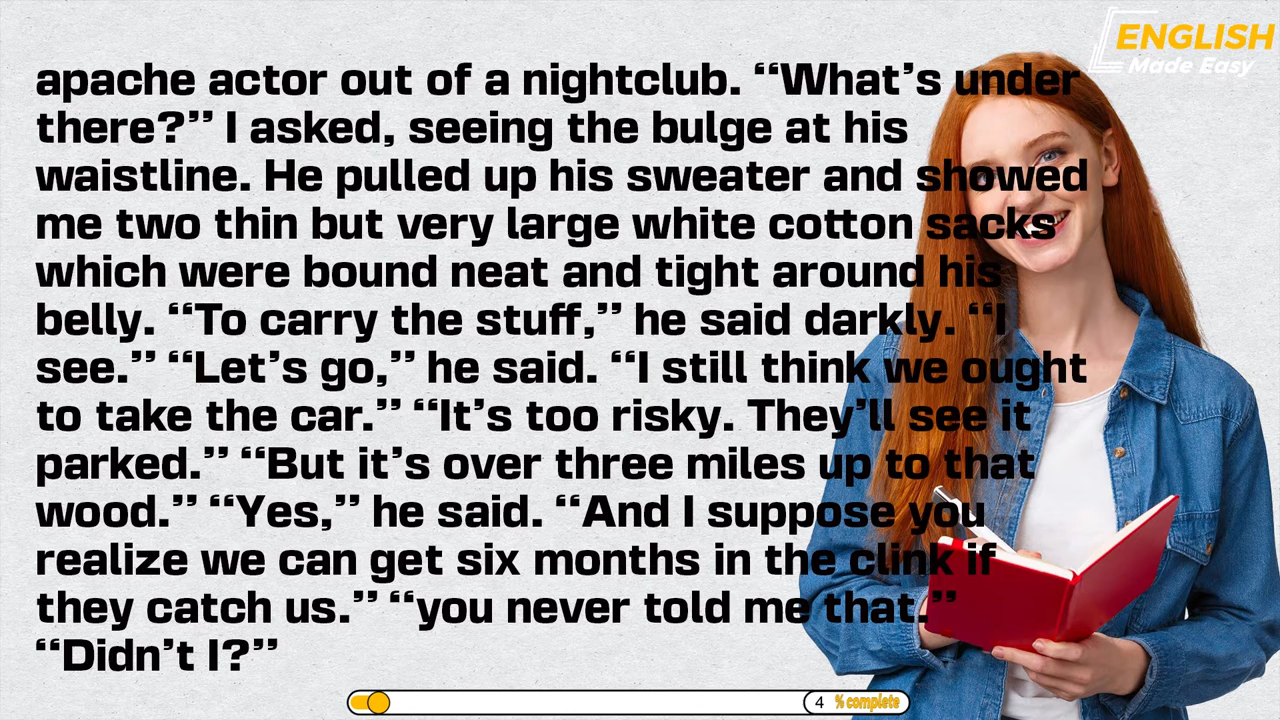 ENGLISH
Made Easy
apache actor out of a nightclub. “What’s under
there?” I asked, seeing the bulge at his
waistline. He pulled up his sweater and showed
me two thin but very large white cotton sacks
which were bound neat and tight around his
belly. “To carry the stuff,” he said darkly. “I
see.” “Let’s go,” he said. “I still think we ought
to take the car.” “It’s too risky. They’ll see it
parked.” “But it’s over three miles up to that
wood.” “Yes,” he said. “And I suppose you
realize we can get six months in the clink if
they catch us.” “you never told me that.”
“Didn’t I?”
4 % complete